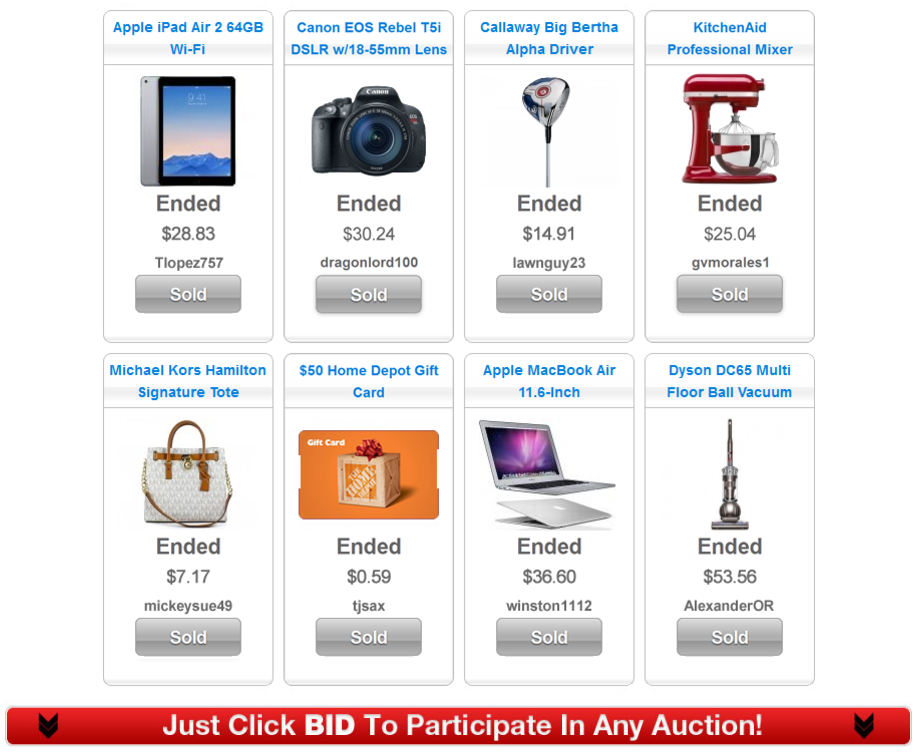 Apple iPad Air 2 64GB
Wi-Fi
9:41
Ended
$28.83
Tlopez757
Sold
Canon EOS Rebel T5i
DSLR w/18-55mm Lens
Canon
Ended
$30.24
dragonlord100
Sold
Callaway Big Bertha
Alpha Driver
Ended
$14.91
lawnguy23
Sold
KitchenAid
Professional Mixer
Ended
$25.04
gvmorales1
Sold
Michael Kors Hamilton
Signature Tote
Ended
$7.17
mickeysue49
Sold
$50 Home Depot Gift
Card
Gift Card
THE
HOME
DEPOT
Ended
$0.59
tjsax
Sold
Apple MacBook Air
11.6-Inch
Ended
$36.60
winston1112
Sold
Dyson DC65 Multi
Floor Ball Vacuum
Ended
$53.56
AlexanderOR
Sold
Just Click BID To Participate In Any Auction!